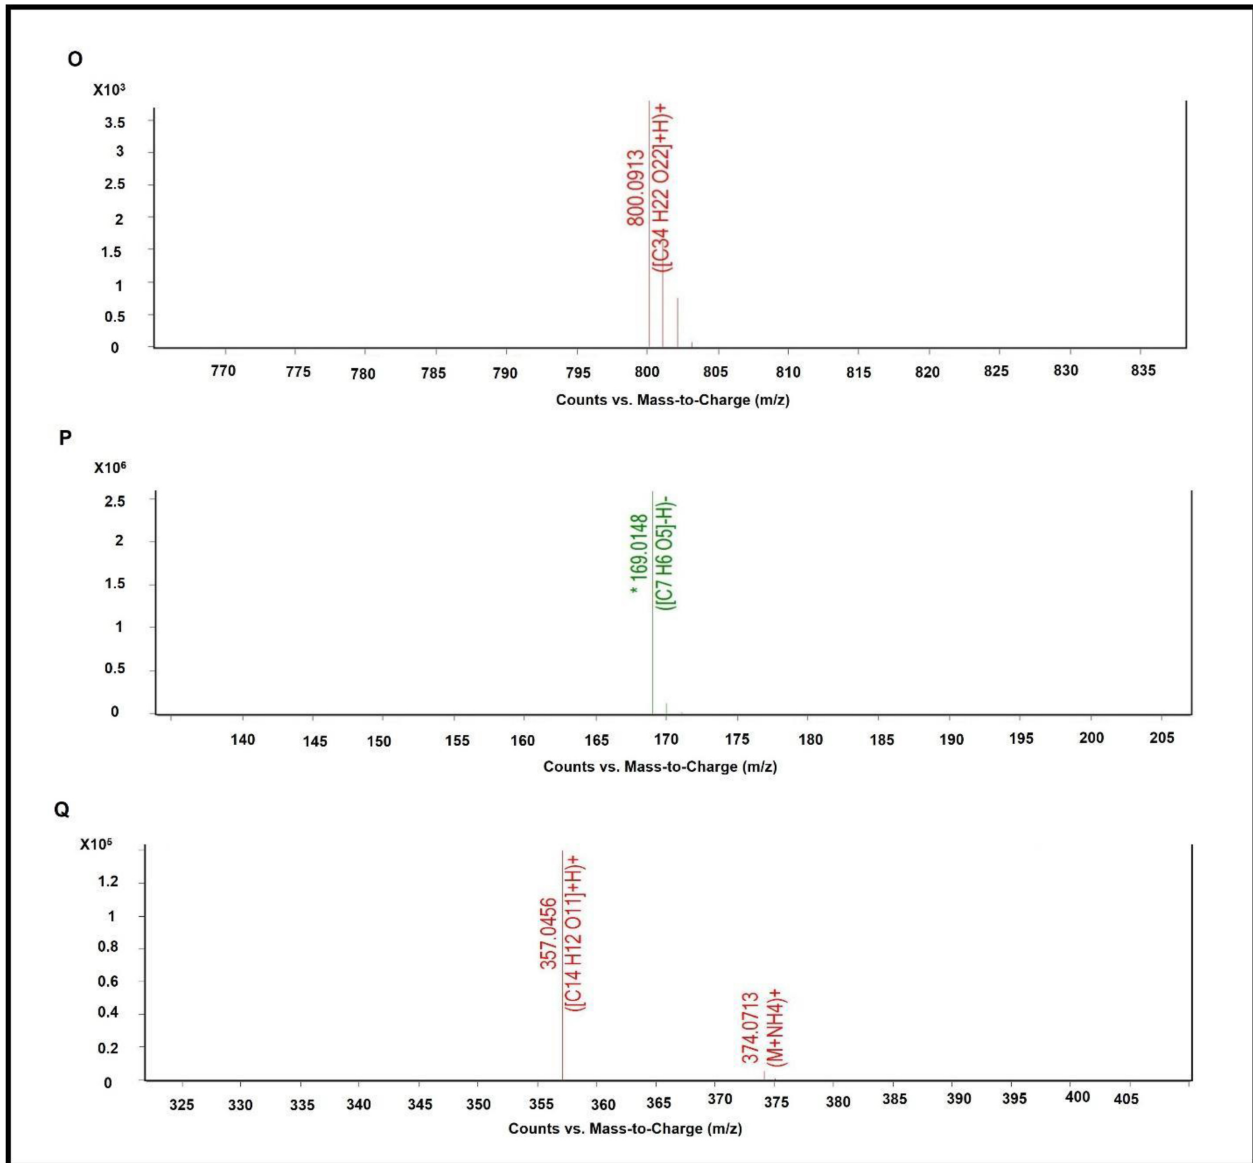 O
X10³
3.5
3
2.5
2
1.5
1
0.5
0
800.0913
([C34 H22 O22]+H)+
770 775 780 785 790 795 800 805 810 815 820 825 830 835
Counts vs. Mass-to-Charge (m/z)
P
X10⁶
2.5
2
1.5
1
0.5
0
* 169.0148
([C7 H6 O5]-H)-
140 145 150 155 160 165 170 175 180 185 190 195 200 205
Counts vs. Mass-to-Charge (m/z)
Q
X10⁶
1.2
1
0.8
0.6
0.4
0.2
0
357.0456
([C14 H12 O11]+H)+
374.0713
(M+NH4)+
325 330 335 340 345 350 355 360 365 370 375 380 385 390 395 400 405
Counts vs. Mass-to-Charge (m/z)